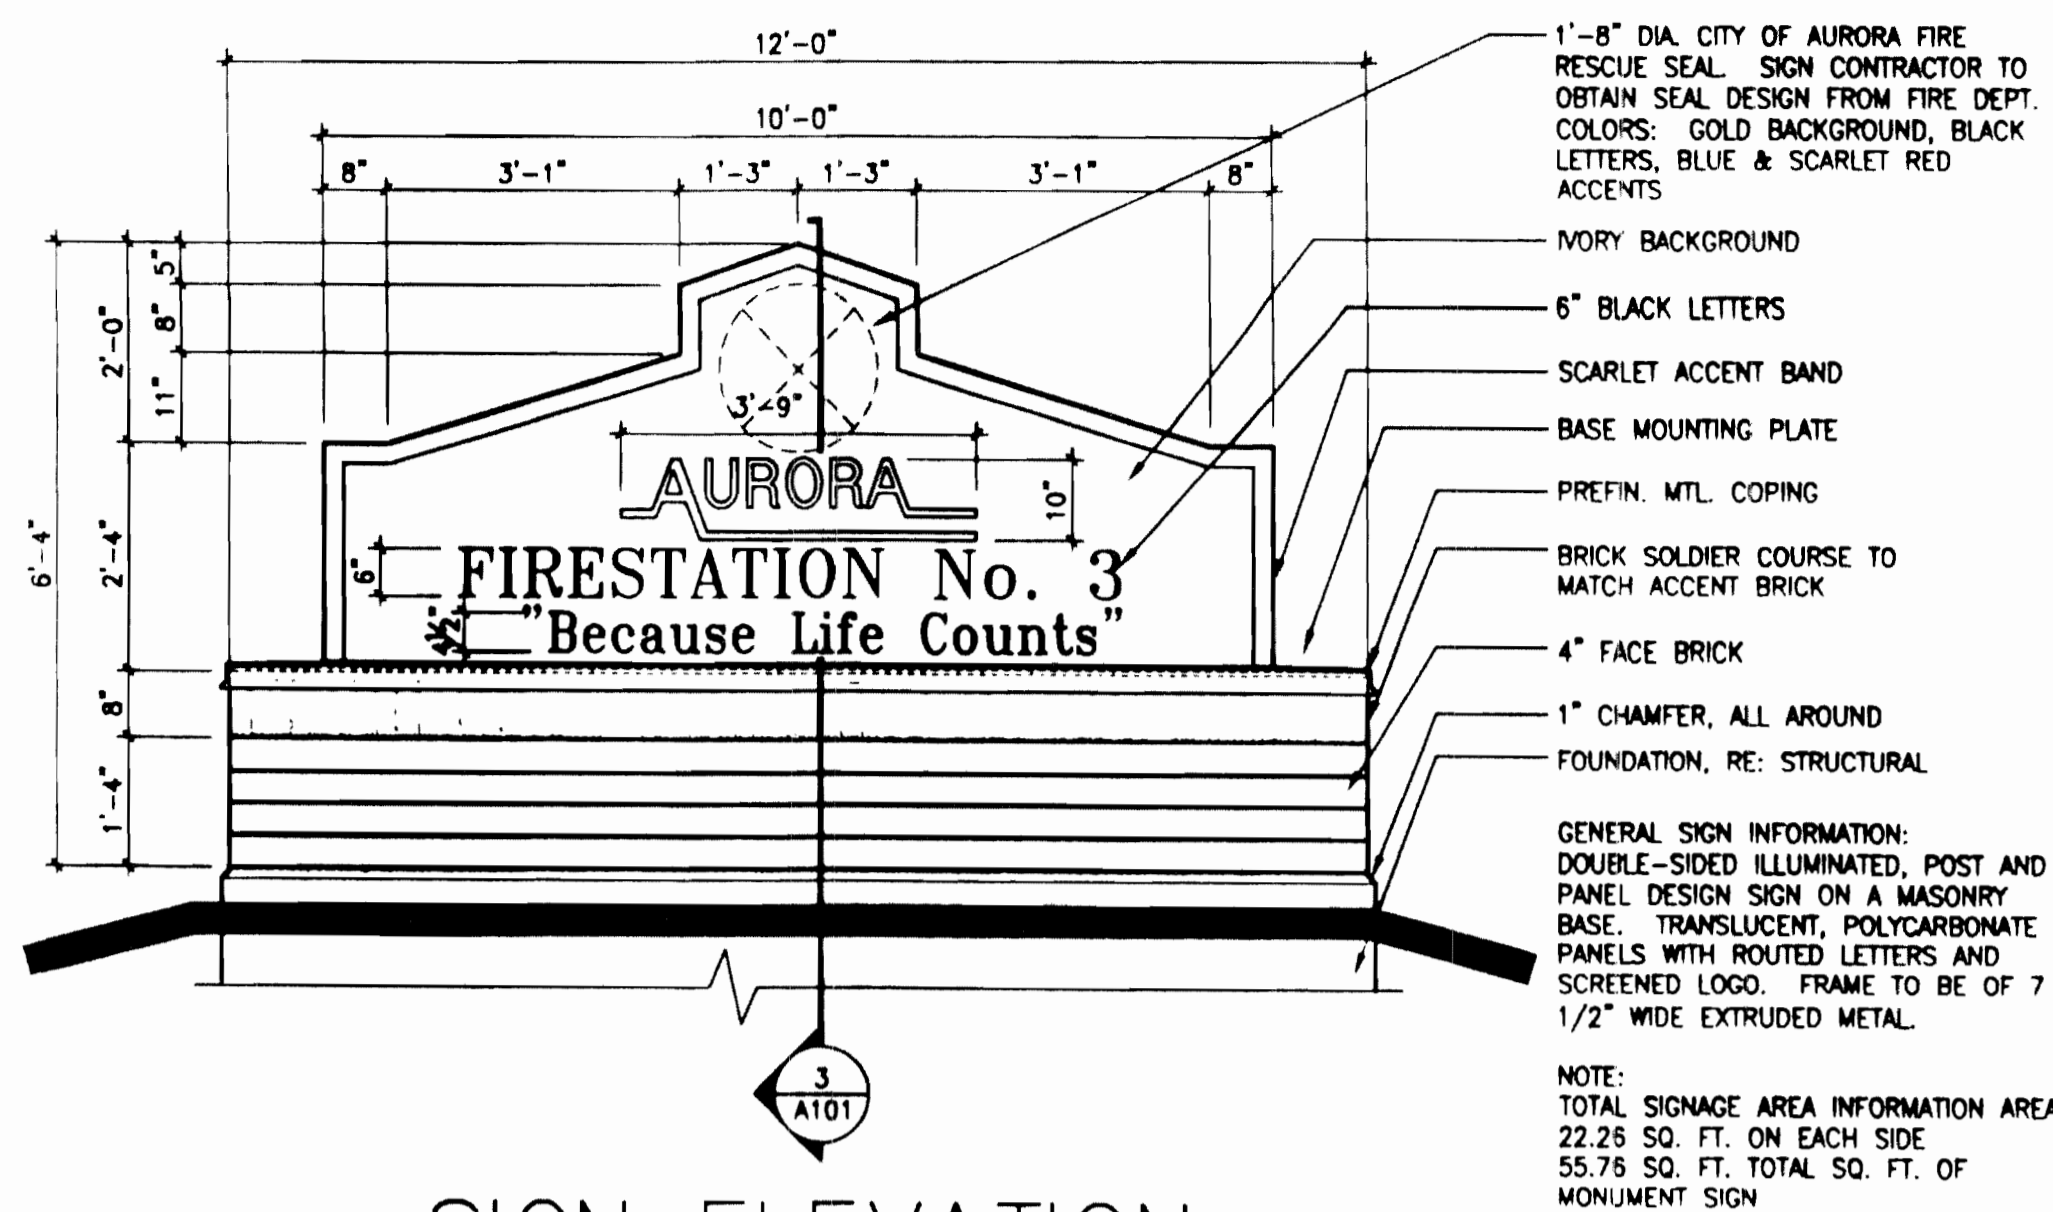 12'-0"
10'-0"
8" 3'-1" 1'-3" 1'-3" 3'-1" 8"
5"
8"
11"
2'-0"
2'-4"
6'-4"
8"
1'-4"
3'-9"
AURORA
10"
6"
FIRESTATION No. 3
4½"
"Because Life Counts"
3
A101
SIGN ELEVATION
1'-8" DIA. CITY OF AURORA FIRE
RESCUE SEAL. SIGN CONTRACTOR TO
OBTAIN SEAL DESIGN FROM FIRE DEPT.
COLORS: GOLD BACKGROUND, BLACK
LETTERS, BLUE & SCARLET RED
ACCENTS
IVORY BACKGROUND
6" BLACK LETTERS
SCARLET ACCENT BAND
BASE MOUNTING PLATE
PREFIN. MTL. COPING
BRICK SOLDIER COURSE TO
MATCH ACCENT BRICK
4" FACE BRICK
1" CHAMFER, ALL AROUND
FOUNDATION, RE: STRUCTURAL
GENERAL SIGN INFORMATION:
DOUBLE-SIDED ILLUMINATED, POST AND
PANEL DESIGN SIGN ON A MASONRY
BASE. TRANSLUCENT, POLYCARBONATE
PANELS WITH ROUTED LETTERS AND
SCREENED LOGO. FRAME TO BE OF 7
1/2" WIDE EXTRUDED METAL.
NOTE:
TOTAL SIGNAGE AREA INFORMATION AREA
22.26 SQ. FT. ON EACH SIDE
55.76 SQ. FT. TOTAL SQ. FT. OF
MONUMENT SIGN